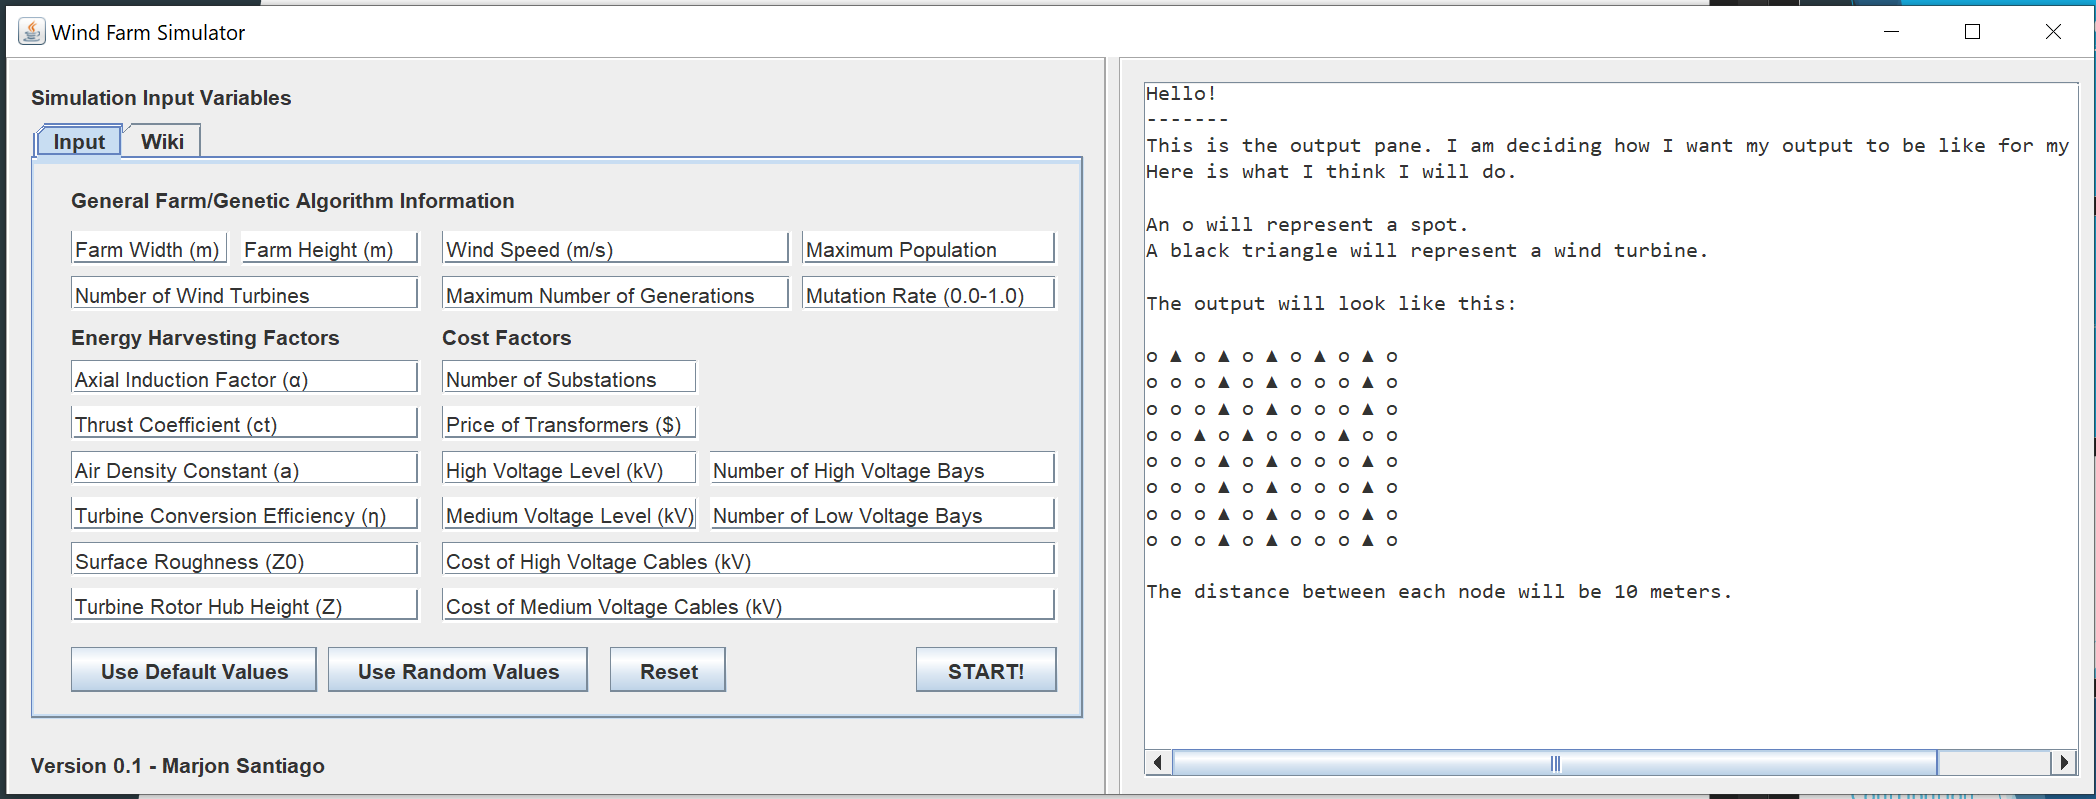 Wind Farm Simulator
Simulation Input Variables
Input Wiki
General Farm/Genetic Algorithm Information
Farm Width (m) Farm Height (m) Wind Speed (m/s) Maximum Population
Number of Wind Turbines Maximum Number of Generations Mutation Rate (0.0-1.0)
Energy Harvesting Factors Cost Factors
Axial Induction Factor (α) Number of Substations
Thrust Coefficient (ct) Price of Transformers ($)
Air Density Constant (a) High Voltage Level (kV) Number of High Voltage Bays
Turbine Conversion Efficiency (η) Medium Voltage Level (kV) Number of Low Voltage Bays
Surface Roughness (Z0) Cost of High Voltage Cables (kV)
Turbine Rotor Hub Height (Z) Cost of Medium Voltage Cables (kV)
Use Default Values Use Random Values Reset START!
Version 0.1 - Marjon Santiago
Hello!
-------
This is the output pane. I am deciding how I want my output to be like for my
Here is what I think I will do.
An o will represent a spot.
A black triangle will represent a wind turbine.
The output will look like this:
o ▲ o ▲ o ▲ o ▲ o ▲ o
o o o ▲ o ▲ o o o ▲ o
o o o ▲ o ▲ o o o ▲ o
o o ▲ o ▲ o o o ▲ o o
o o o ▲ o ▲ o o o ▲ o
o o o ▲ o ▲ o o o ▲ o
o o o ▲ o ▲ o o o ▲ o
o o o ▲ o ▲ o o o ▲ o
The distance between each node will be 10 meters.